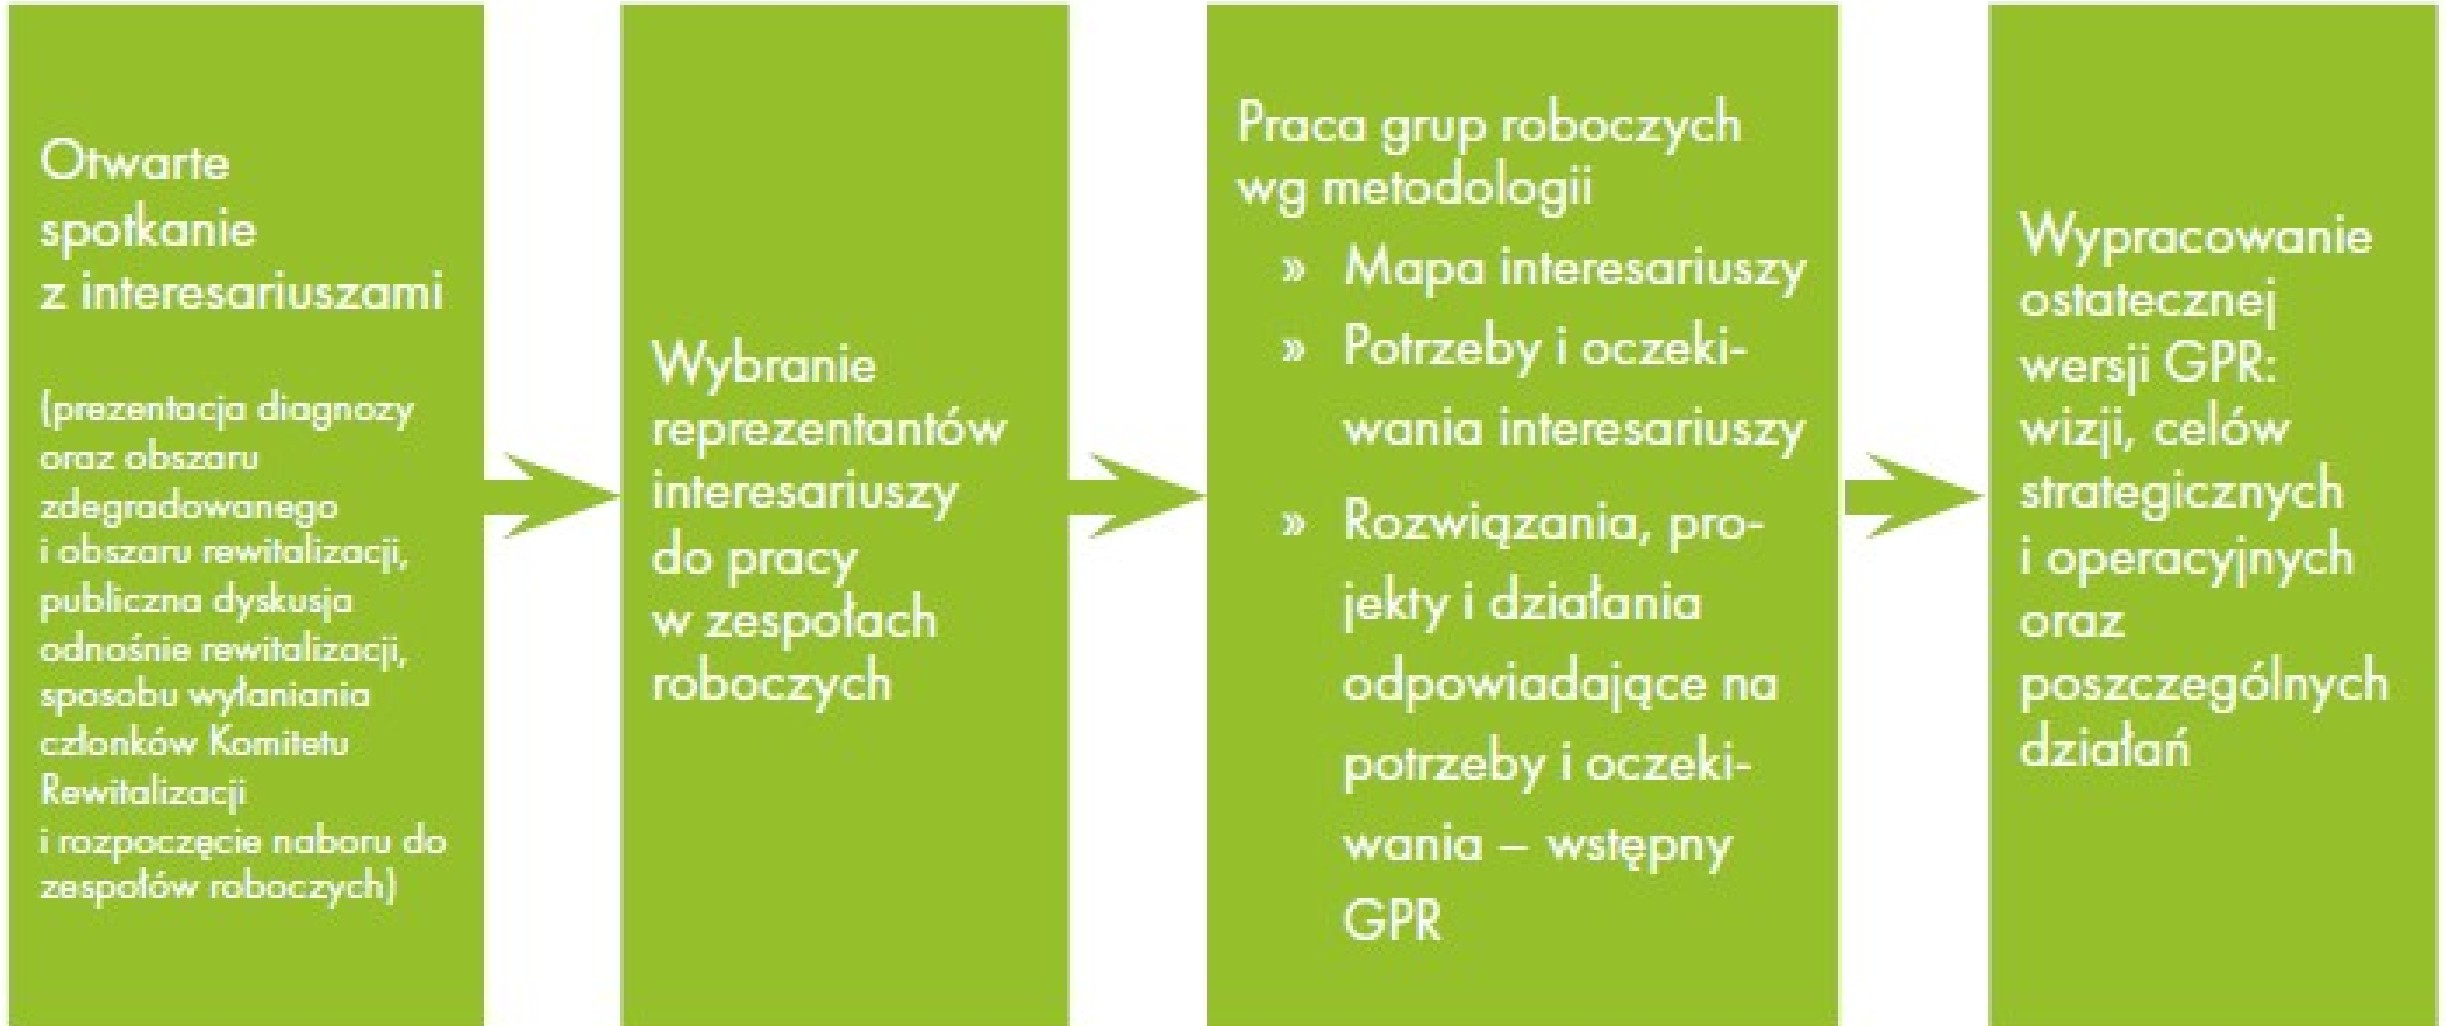 Otwarte
spotkanie
z interesariuszami
(prezentacja diagnozy
oraz obszaru
zdegradowanego
i obszaru rewitalizacji,
publiczna dyskusja
odnośnie rewitalizacji,
sposobu wyłaniania
członków Komitetu
Rewitalizacji
i rozpoczęcie naboru do
zespołów roboczych)
Wybranie
reprezentantów
interesariuszy
do pracy
w zespołach
roboczych
Praca grup roboczych
wg metodologii
» Mapa interesariuszy
» Potrzeby i oczeki-
wania interesariuszy
» Rozwiązania, pro-
jekty i działania
odpowiadające na
potrzeby i oczeki-
wania – wstępny
GPR
Wypracowanie
ostatecznej
wersji GPR:
wizji, celów
strategicznych
i operacyjnych
oraz
poszczególnych
działań